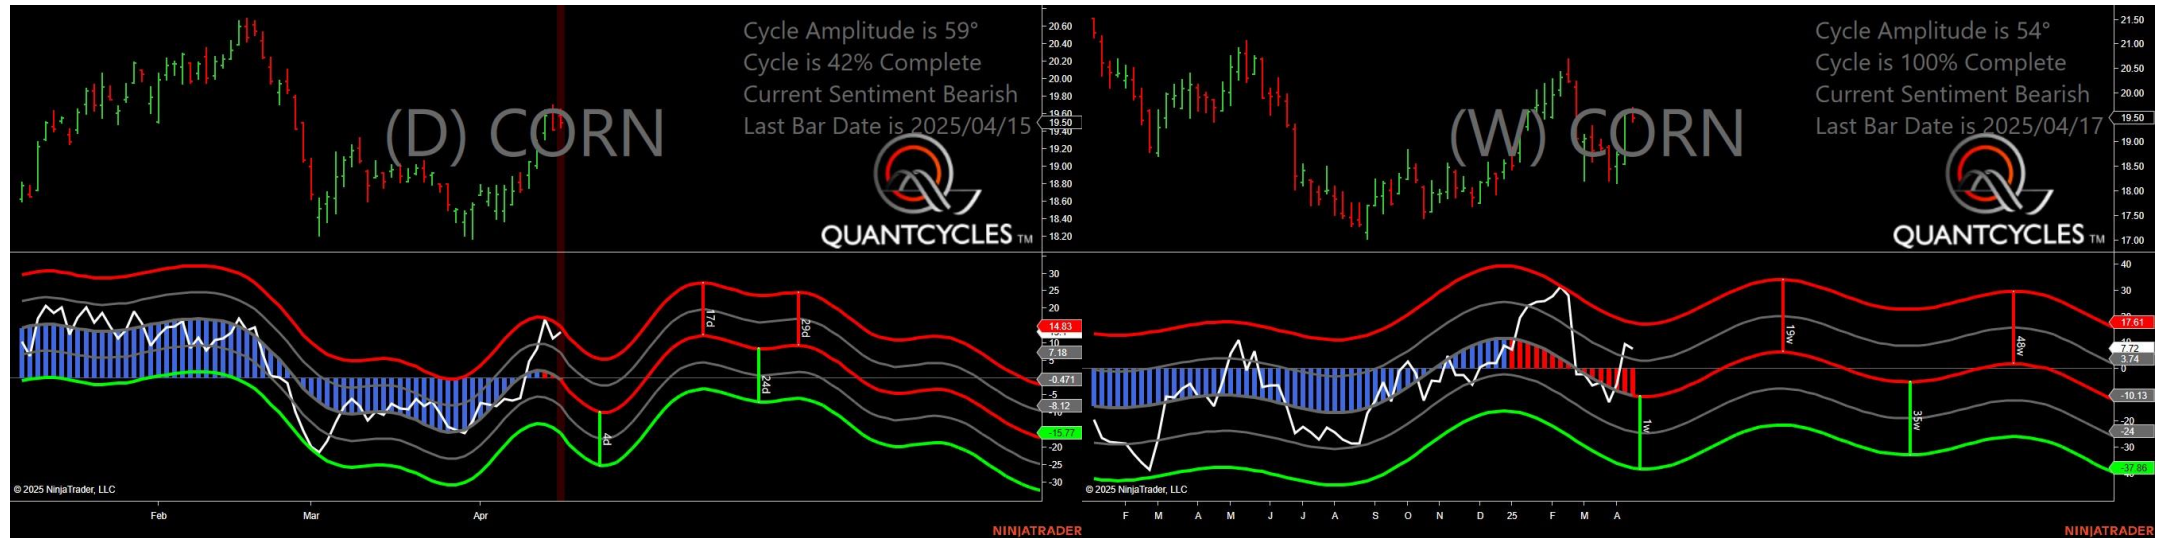 Cycle Amplitude is 59°
Cycle is 42% Complete
Current Sentiment Bearish
Last Bar Date is 2025/04/15
(D) CORN
QUANTCYCLES TM
20.60
20.40
20.20
20.00
19.80
19.60
19.50
19.40
19.20
19.00
18.80
18.60
18.40
18.20
30
25
20
14.83
10
7.18
5
-0.471
-5
-8.12
-15.77
-20
-25
-30
17d
29d
24d
4d
© 2025 NinjaTrader, LLC
Feb
Mar
Apr
NINJATRADER
Cycle Amplitude is 54°
Cycle is 100% Complete
Current Sentiment Bearish
Last Bar Date is 2025/04/17
(W) CORN
QUANTCYCLES TM
21.50
21.00
20.50
20.00
19.50
19.00
18.50
18.00
17.50
17.00
40
30
17.61
7.72
3.74
0
-10.13
-20
-24
-30
-37.86
19w
48w
35w
1w
© 2025 NinjaTrader, LLC
F M A M J J A S O N D 25 F M A
NINJATRADER